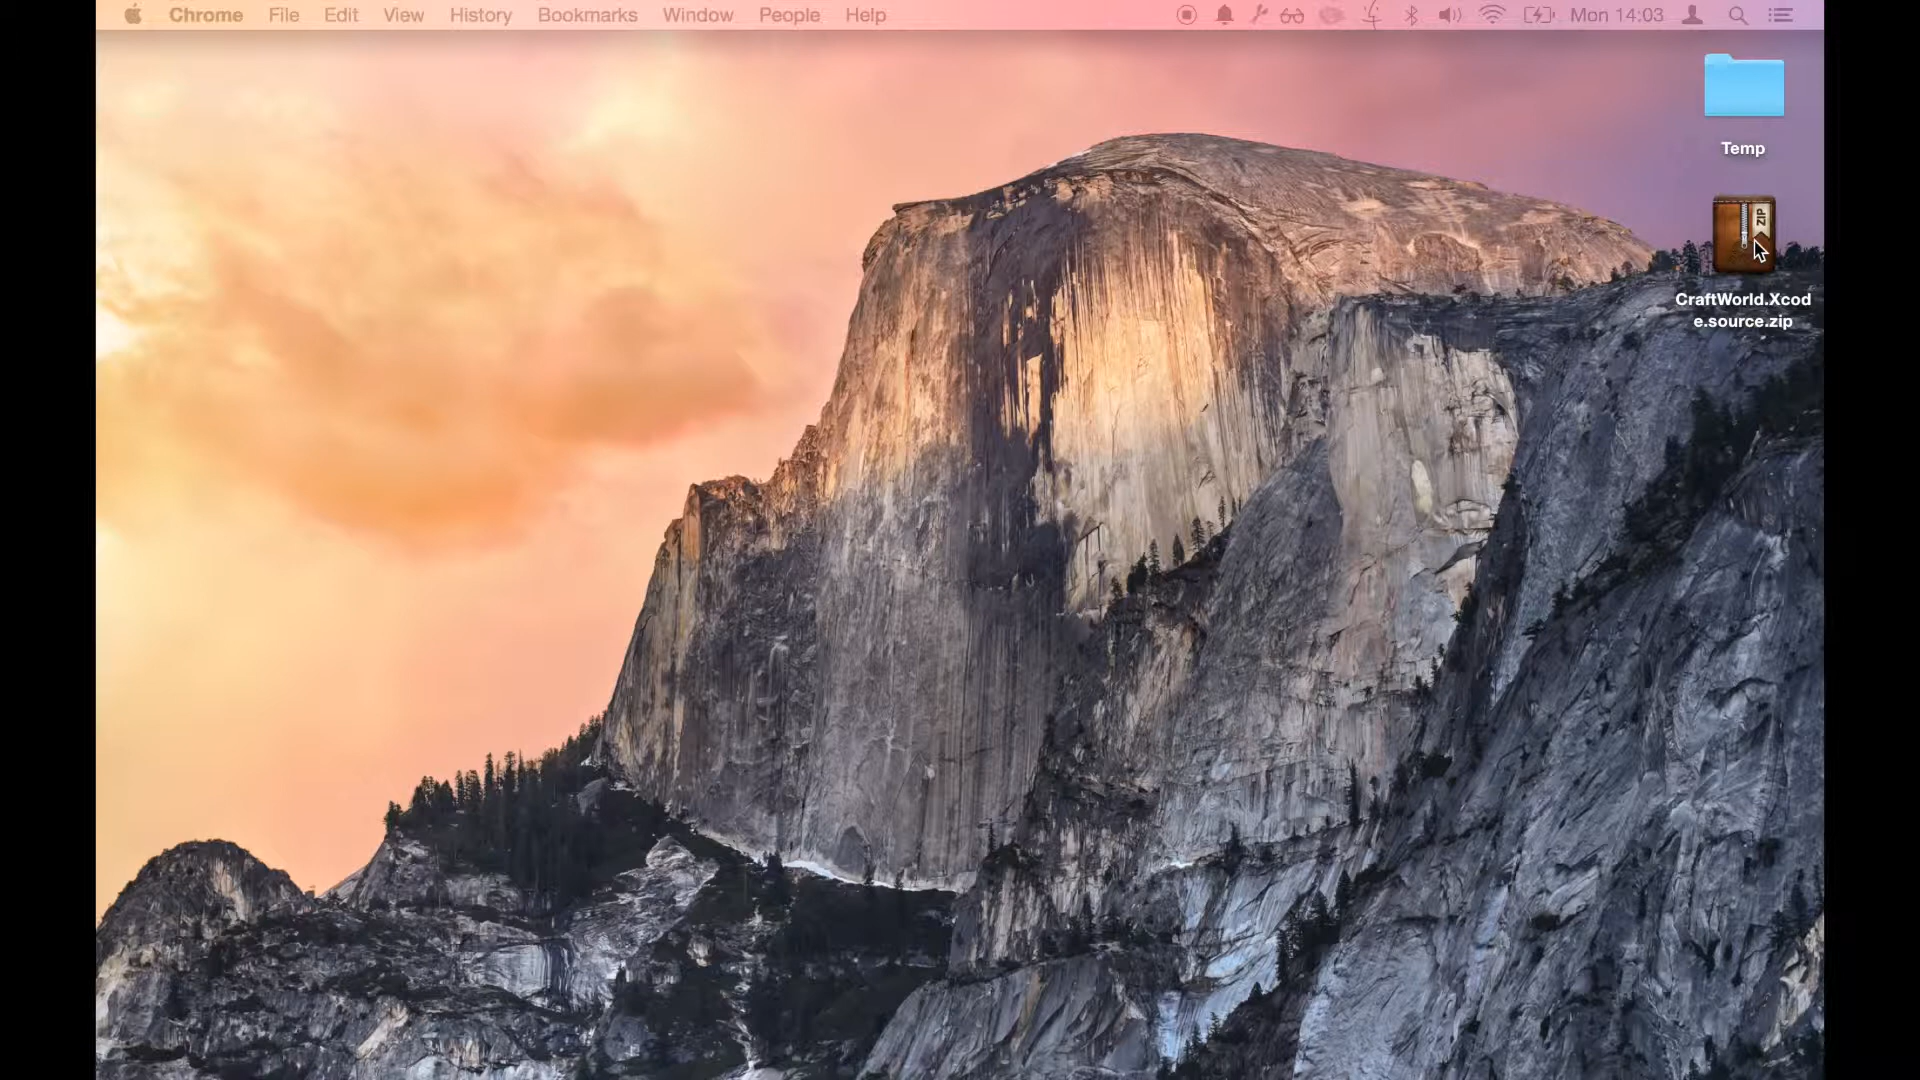 Chrome File Edit View History Bookmarks Window People Help Mon 14:03
Temp
ZIP
CraftWorld.Xcod
e.source.zip